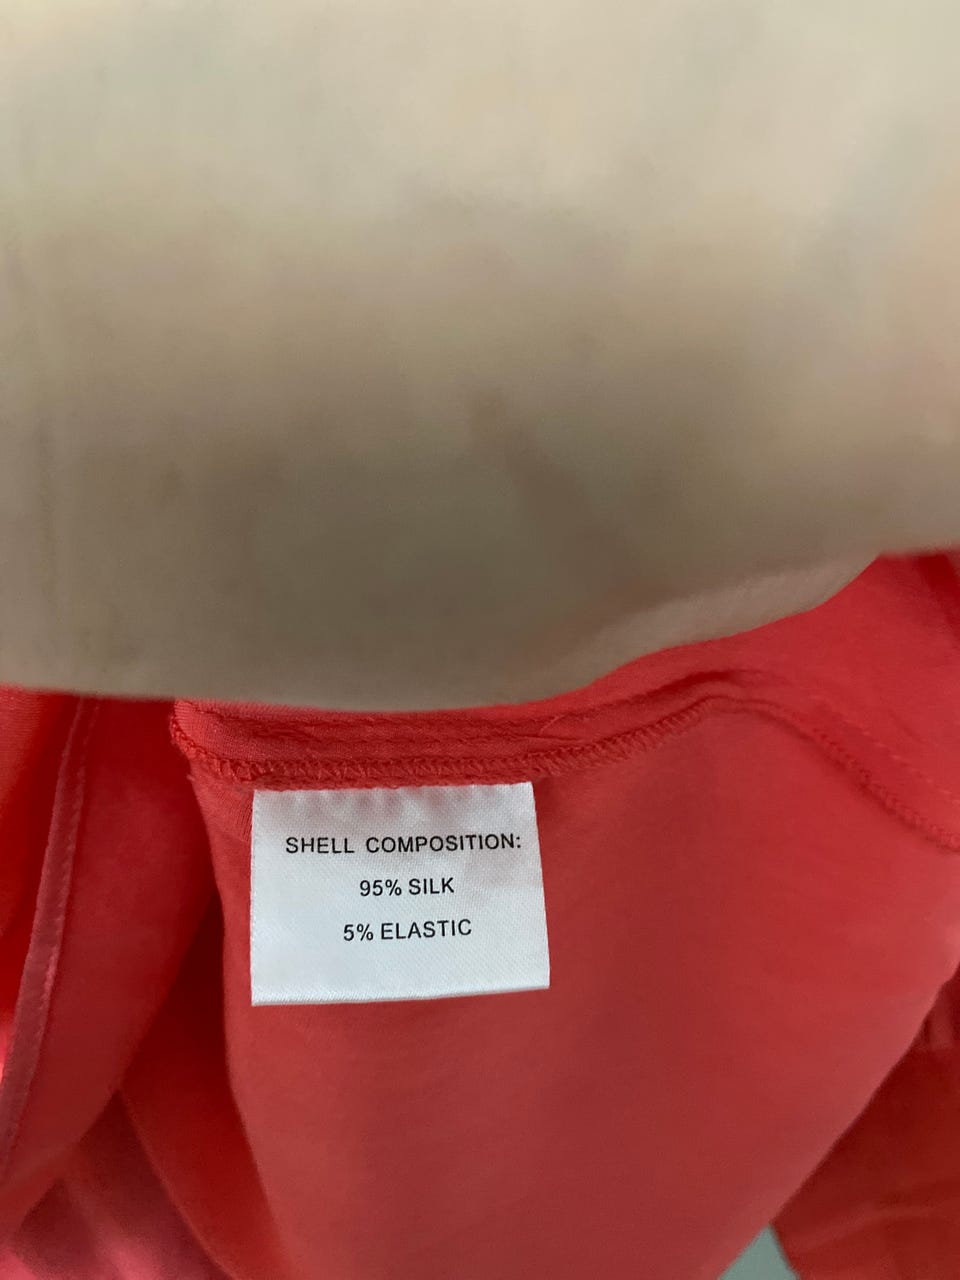 SHELL COMPOSITION:
95% SILK
5% ELASTIC